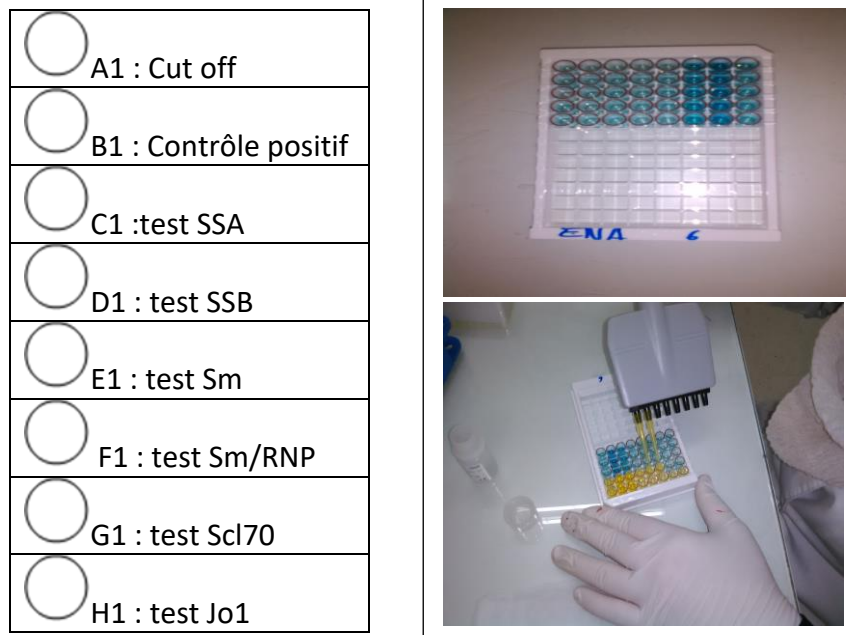 A1 : Cut off
B1 : Contrôle positif
C1 :test SSA
D1 : test SSB
E1 : test Sm
F1 : test Sm/RNP
G1 : test Scl70
H1 : test Jo1
ENA 6